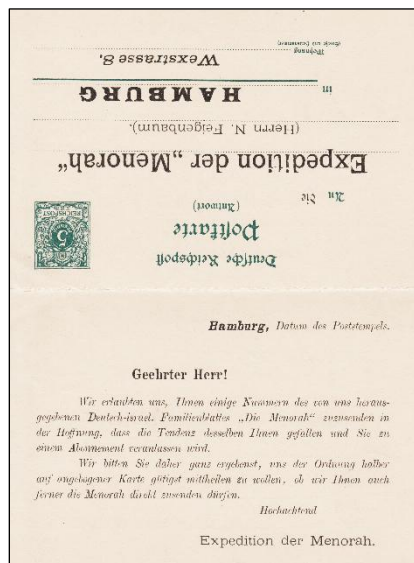 Deutsche Reichspost
Postkarte
(Antwort)
REICHSPOST
5
An die
Expedition der „Menorah“
(Herrn N. Feigenbaum).
in HAMBURG
Wexstrasse 8.
Wohnung
Hamburg, Datum des Poststempels.
Geehrter Herr!
Wir erlaubten uns, Ihnen einige Nummern des von uns heraus-
gegebenen Deutsch-israel. Familienblattes „Die Menorah“ zuzusenden in
der Hoffnung, dass die Tendenz desselben Ihnen gefallen und Sie zu
einem Abonnement veranlassen wird.
Wir bitten Sie daher ganz ergebenst, uns der Ordnung halber
auf angebogener Karte gütigst mittheilen zu wollen, ob wir Ihnen auch
ferner die Menorah direkt zusenden dürfen.
Hochachtend
Expedition der Menorah.